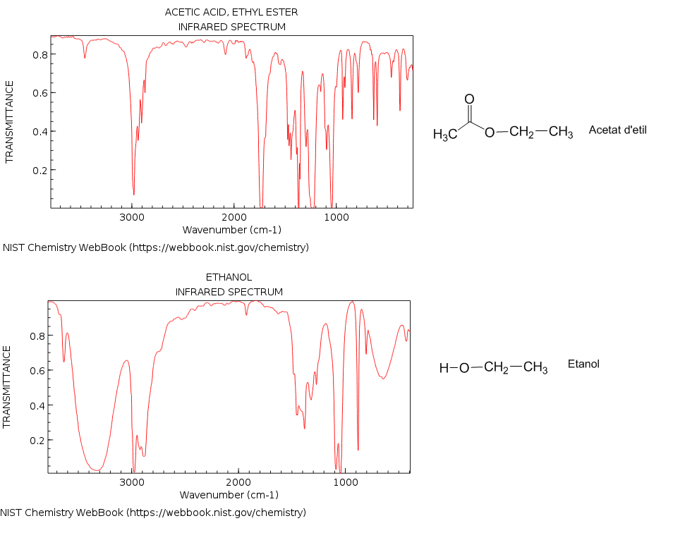 ACETIC ACID, ETHYL ESTER
INFRARED SPECTRUM
0.8
0.6
0.4
0.2
TRANSMITTANCE
3000 2000 1000
Wavenumber (cm-1)
NIST Chemistry WebBook (https://webbook.nist.gov/chemistry)
O
H3C O CH2 CH3
Acetat d'etil
ETHANOL
INFRARED SPECTRUM
0.8
0.6
0.4
0.2
TRANSMITTANCE
3000 2000 1000
Wavenumber (cm-1)
NIST Chemistry WebBook (https://webbook.nist.gov/chemistry)
H O CH2 CH3
Etanol